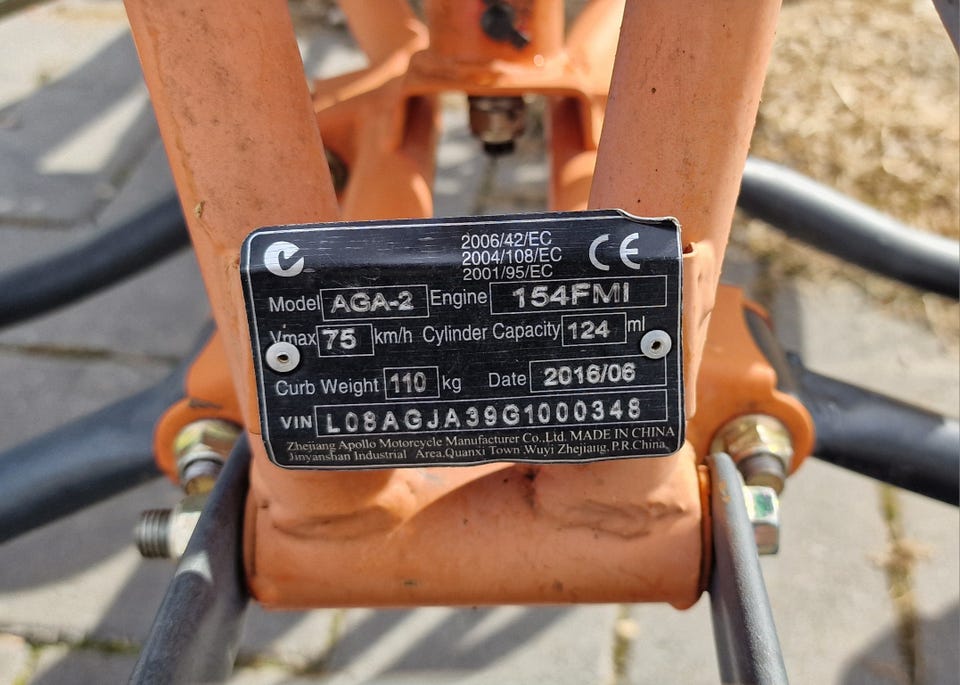 2006/42/EC
2004/108/EC
2001/95/EC
CE
Model AGA-2 Engine 154FMI
Vmax 75 km/h Cylinder Capacity 124 ml
Curb Weight 110 kg Date 2016/06
VIN L08AGJA39G1000348
Zhejiang Apollo Motorcycle Manufacturer Co.,Ltd. MADE IN CHINA
Jinyanshan Industrial Area,Quanxi Town,Wuyi Zhejiang, P.R.China,